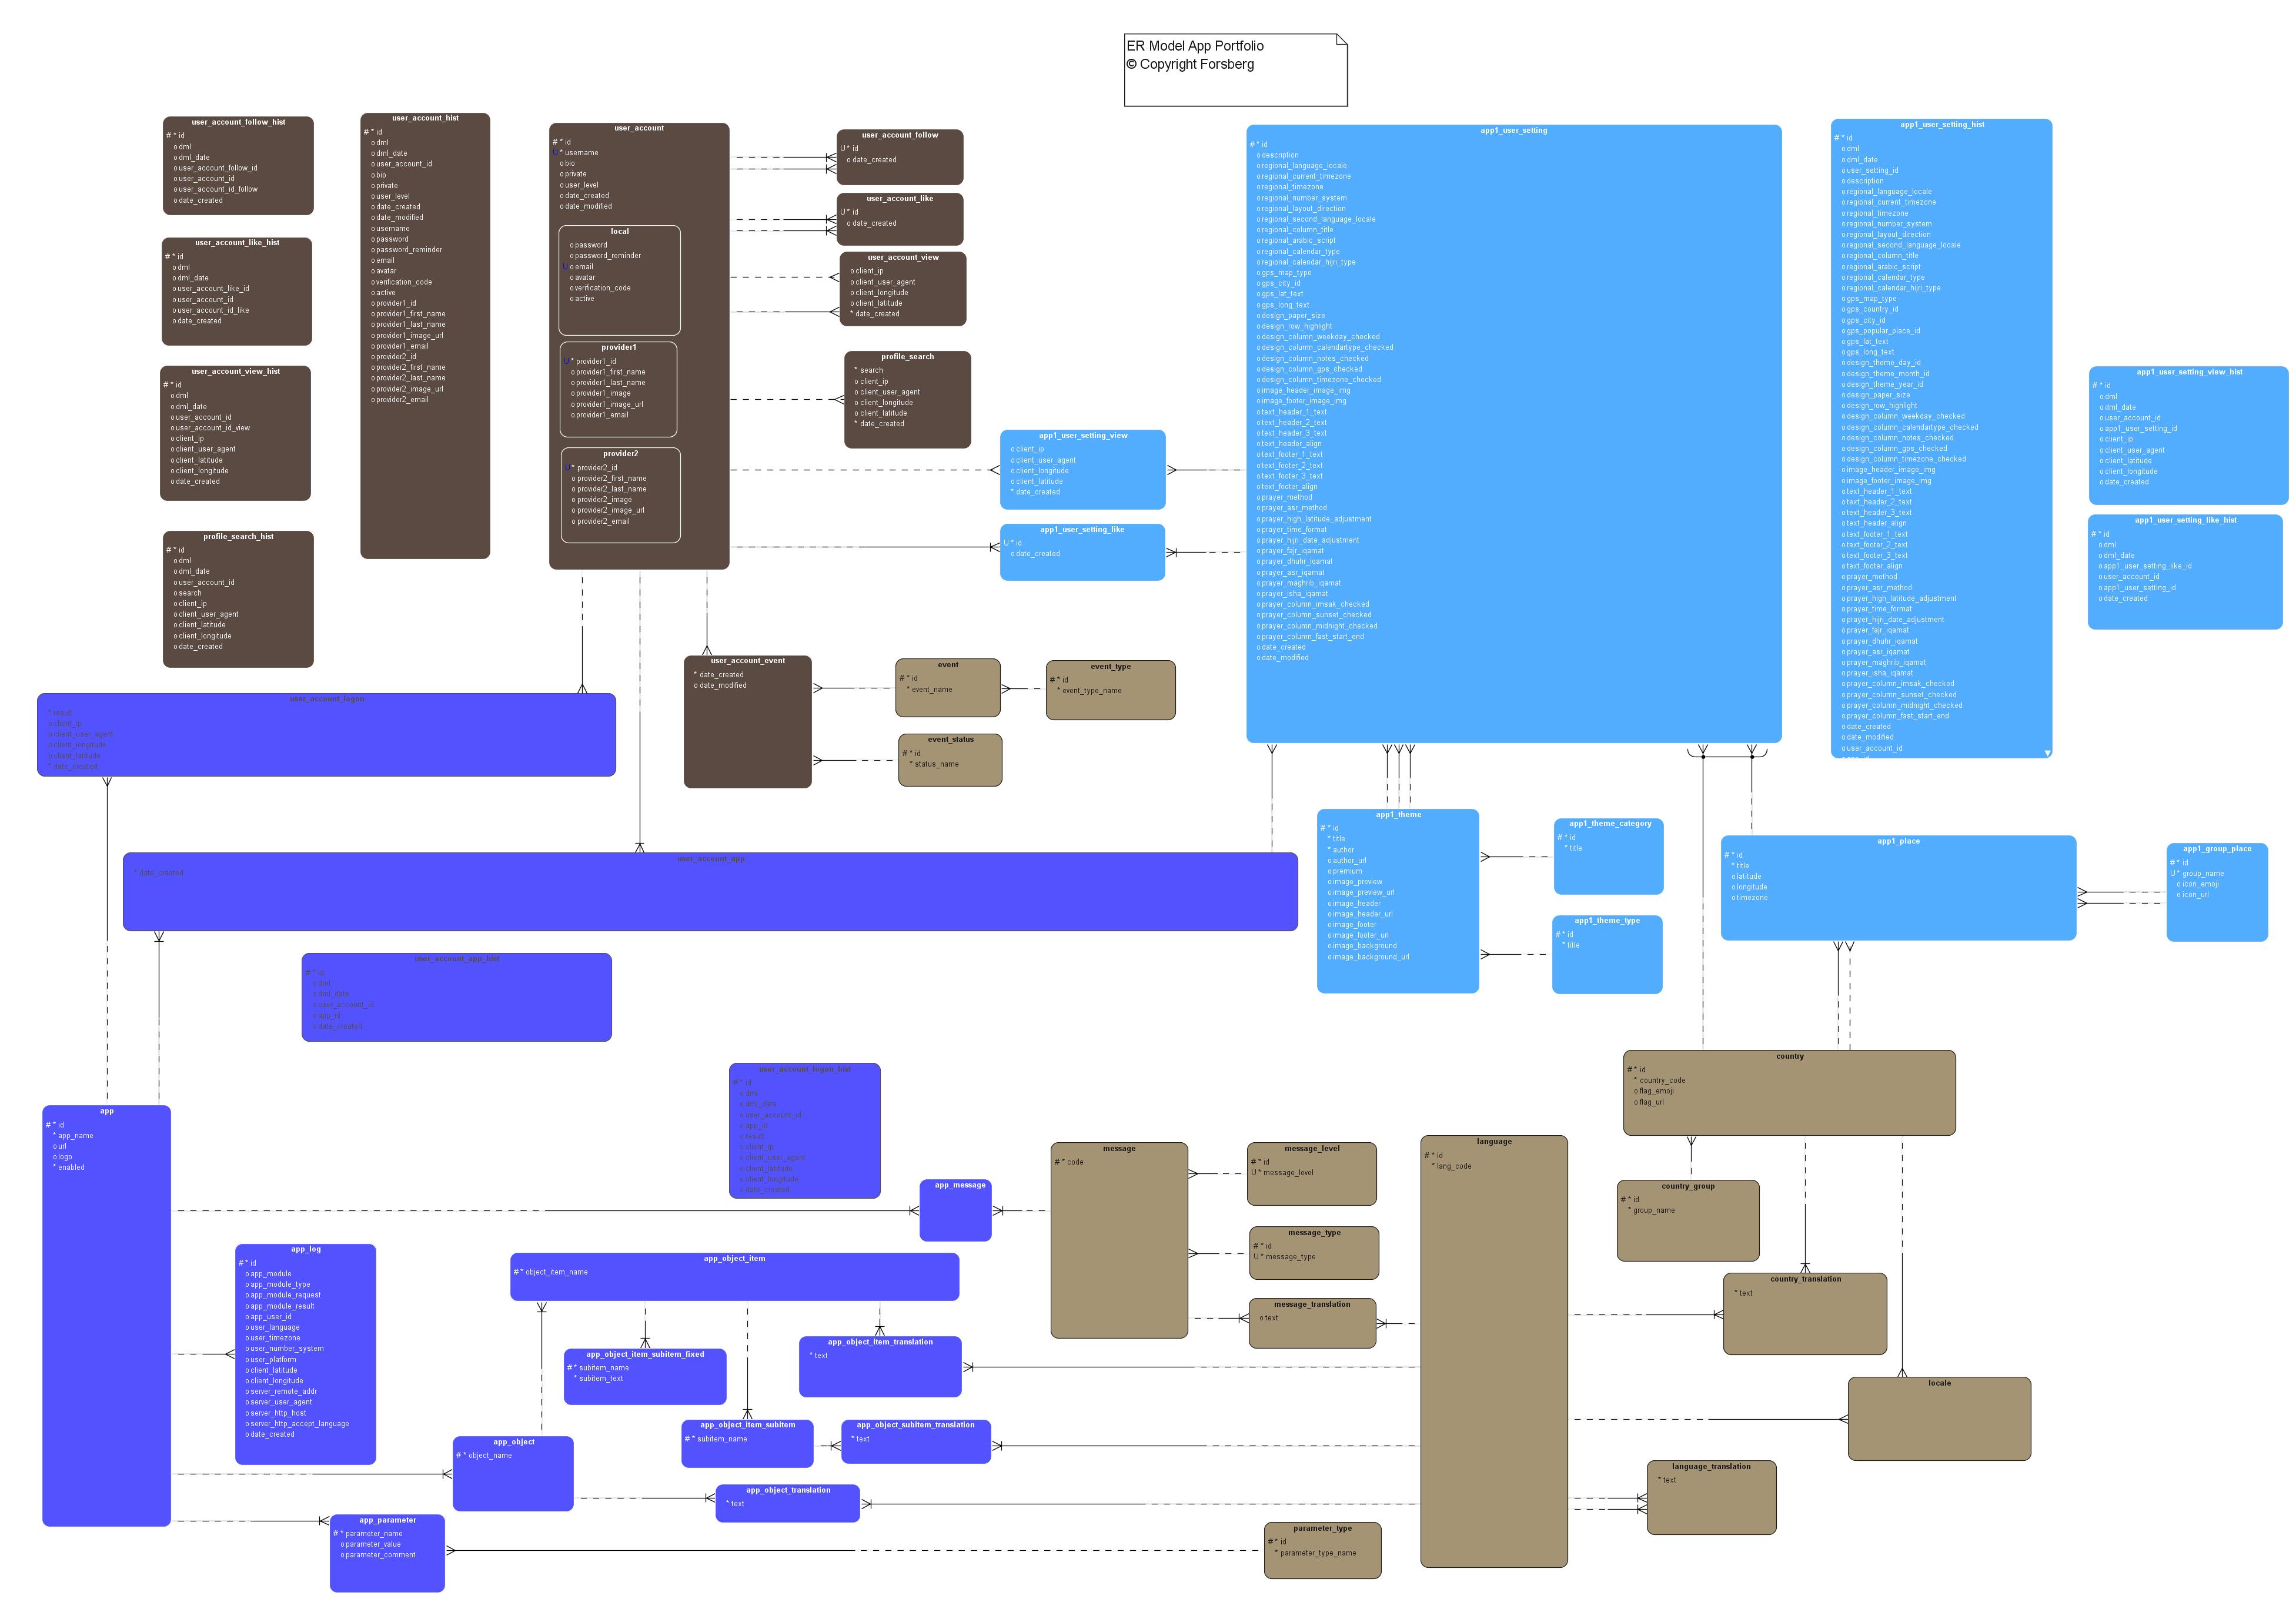 ER Model App Portfolio
© Copyright Forsberg
user_account_follow_hist
# * id
o dml
o dml_date
o user_account_follow_id
o user_account_id
o user_account_id_follow
o date_created
user_account_like_hist
# * id
o dml
o dml_date
o user_account_like_id
o user_account_id
o user_account_id_like
o date_created
user_account_view_hist
# * id
o dml
o dml_date
o user_account_id
o user_account_id_view
o client_ip
o client_user_agent
o client_latitude
o client_longitude
o date_created
profile_search_hist
# * id
o dml
o dml_date
o user_account_id
o search
o client_ip
o client_user_agent
o client_latitude
o client_longitude
o date_created
user_account_hist
# * id
o dml
o dml_date
o user_account_id
o bio
o private
o user_level
o date_created
o date_modified
o username
o password
o password_reminder
o email
o avatar
o verification_code
o active
o provider1_id
o provider1_first_name
o provider1_last_name
o provider1_image_url
o provider1_email
o provider2_id
o provider2_first_name
o provider2_last_name
o provider2_image_url
o provider2_email
user_account
# * id
U * username
o bio
o private
o user_level
o date_created
o date_modified
local
o password
o password_reminder
U o email
o avatar
o verification_code
o active
provider1
U * provider1_id
o provider1_first_name
o provider1_last_name
o provider1_image
o provider1_image_url
o provider1_email
provider2
U * provider2_id
o provider2_first_name
o provider2_last_name
o provider2_image
o provider2_image_url
o provider2_email
user_account_follow
U * id
o date_created
user_account_like
U * id
o date_created
user_account_view
o client_ip
o client_user_agent
o client_longitude
o client_latitude
* date_created
profile_search
* search
o client_ip
o client_user_agent
o client_longitude
o client_latitude
* date_created
app1_user_setting_view
o client_ip
o client_user_agent
o client_longitude
o client_latitude
* date_created
app1_user_setting_like
U * id
o date_created
app1_user_setting
# * id
o description
o regional_language_locale
o regional_current_timezone
o regional_timezone
o regional_number_system
o regional_layout_direction
o regional_second_language_locale
o regional_column_title
o regional_arabic_script
o regional_calendar_type
o regional_calendar_hijri_type
o gps_map_type
o gps_city_id
o gps_lat_text
o gps_long_text
o design_paper_size
o design_row_highlight
o design_column_weekday_checked
o design_column_calendartype_checked
o design_column_notes_checked
o design_column_gps_checked
o design_column_timezone_checked
o image_header_image_img
o image_footer_image_img
o text_header_1_text
o text_header_2_text
o text_header_3_text
o text_header_align
o text_footer_1_text
o text_footer_2_text
o text_footer_3_text
o text_footer_align
o prayer_method
o prayer_asr_method
o prayer_high_latitude_adjustment
o prayer_time_format
o prayer_hijri_date_adjustment
o prayer_fajr_iqamat
o prayer_dhuhr_iqamat
o prayer_asr_iqamat
o prayer_maghrib_iqamat
o prayer_isha_iqamat
o prayer_column_imsak_checked
o prayer_column_sunset_checked
o prayer_column_midnight_checked
o prayer_column_fast_start_end
o date_created
o date_modified
app1_user_setting_hist
# * id
o dml
o dml_date
o user_setting_id
o description
o regional_language_locale
o regional_current_timezone
o regional_timezone
o regional_number_system
o regional_layout_direction
o regional_second_language_locale
o regional_column_title
o regional_arabic_script
o regional_calendar_type
o regional_calendar_hijri_type
o gps_map_type
o gps_country_id
o gps_city_id
o gps_popular_place_id
o gps_lat_text
o gps_long_text
o design_theme_day_id
o design_theme_month_id
o design_theme_year_id
o design_paper_size
o design_row_highlight
o design_column_weekday_checked
o design_column_calendartype_checked
o design_column_notes_checked
o design_column_gps_checked
o design_column_timezone_checked
o image_header_image_img
o image_footer_image_img
o text_header_1_text
o text_header_2_text
o text_header_3_text
o text_header_align
o text_footer_1_text
o text_footer_2_text
o text_footer_3_text
o text_footer_align
o prayer_method
o prayer_asr_method
o prayer_high_latitude_adjustment
o prayer_time_format
o prayer_hijri_date_adjustment
o prayer_fajr_iqamat
o prayer_dhuhr_iqamat
o prayer_asr_iqamat
o prayer_maghrib_iqamat
o prayer_isha_iqamat
o prayer_column_imsak_checked
o prayer_column_sunset_checked
o prayer_column_midnight_checked
o prayer_column_fast_start_end
o date_created
o date_modified
o user_account_id
app1_user_setting_view_hist
# * id
o dml
o dml_date
o user_account_id
o app1_user_setting_id
o client_ip
o client_user_agent
o client_latitude
o client_longitude
o date_created
app1_user_setting_like_hist
# * id
o dml
o dml_date
o app1_user_setting_like_id
o user_account_id
o app1_user_setting_id
o date_created
user_account_event
* date_created
o date_modified
event
# * id
* event_name
event_type
# * id
* event_type_name
event_status
# * id
* status_name
user_account_logon
* result
o client_ip
o client_user_agent
o client_longitude
o client_latitude
* date_created
user_account_app
* date_created
user_account_app_hist
# * id
o dml
o dml_date
o user_account_id
o app_id
o date_created
user_account_logon_hist
# * id
o dml
o dml_date
o user_account_id
o app_id
o result
o client_ip
o client_user_agent
o client_latitude
o client_longitude
o date_created
app1_theme
# * id
* title
* author
o author_url
o premium
o image_preview
o image_preview_url
o image_header
o image_header_url
o image_footer
o image_footer_url
o image_background
o image_background_url
app1_theme_category
# * id
* title
app1_theme_type
# * id
* title
app1_place
# * id
* title
o latitude
o longitude
o timezone
app1_group_place
# * id
U * group_name
o icon_emoji
o icon_url
country
# * id
* country_code
o flag_emoji
o flag_url
country_group
# * id
* group_name
country_translation
* text
locale
language
# * id
* lang_code
language_translation
* text
app
# * id
* app_name
o url
o logo
* enabled
app_message
message
# * code
message_level
# * id
U * message_level
message_type
# * id
U * message_type
message_translation
o text
app_log
# * id
o app_module
o app_module_type
o app_module_request
o app_module_result
o app_user_id
o user_language
o user_timezone
o user_number_system
o user_platform
o client_latitude
o client_longitude
o server_remote_addr
o server_user_agent
o server_http_host
o server_http_accept_language
o date_created
app_object_item
# * object_item_name
app_object_item_subitem_fixed
# * subitem_name
* subitem_text
app_object_item_translation
* text
app_object_item_subitem
# * subitem_name
app_object_subitem_translation
* text
app_object
# * object_name
app_object_translation
* text
app_parameter
# * parameter_name
o parameter_value
o parameter_comment
parameter_type
# * id
* parameter_type_name